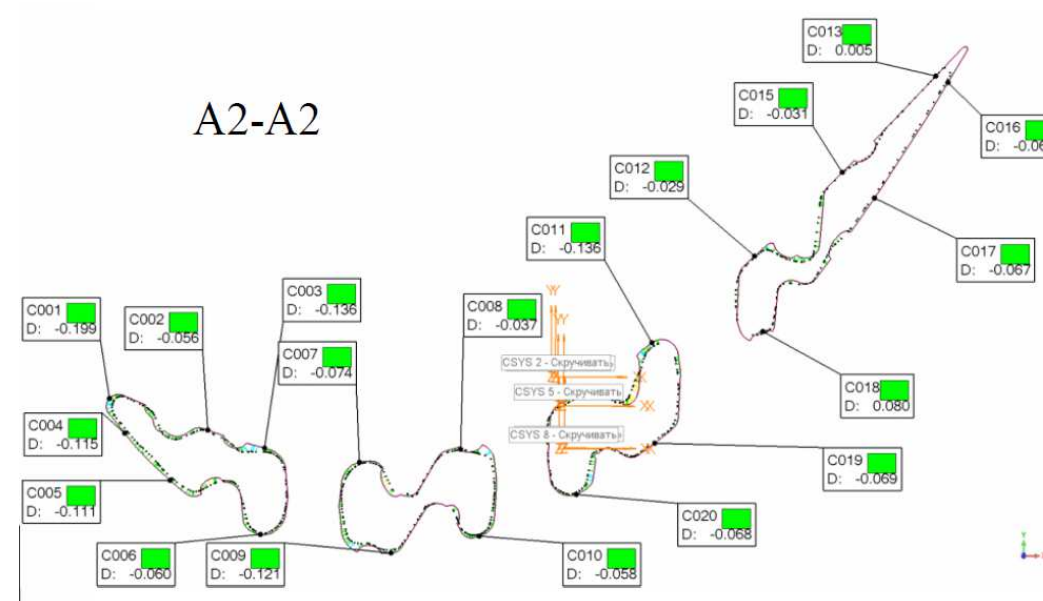 A2-A2
C013
D: 0.005
C015
D: -0.031
C016
C012
D: -0.029
C011
D: -0.136
C017
D: -0.067
C001
D: -0.199
C002
D: -0.056
C003
D: -0.136
C008
D: -0.037
C007
D: -0.074
CSYS 2 - Скручивать
CSYS 5 - Скручивать
CSYS 8 - Скручивать
C018
D: 0.080
C004
D: -0.115
C005
D: -0.111
C019
D: -0.069
C020
D: -0.068
C006
D: -0.060
C009
D: -0.121
C010
D: -0.058